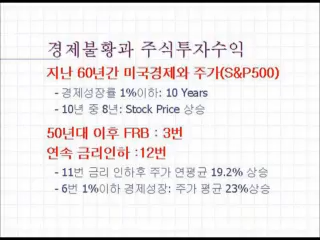 경제불황과 주식투자수익
지난 60년간 미국경제와 주가(S&P500)
- 경제성장률 1%이하: 10 Years
- 10년 중 8년: Stock Price 상승
50년대 이후 FRB : 3번
연속 금리인하 :12번
- 11번 금리 인하후 주가 연평균 19.2% 상승
- 6번 1%이하 경제성장: 주가 평균 23%상승